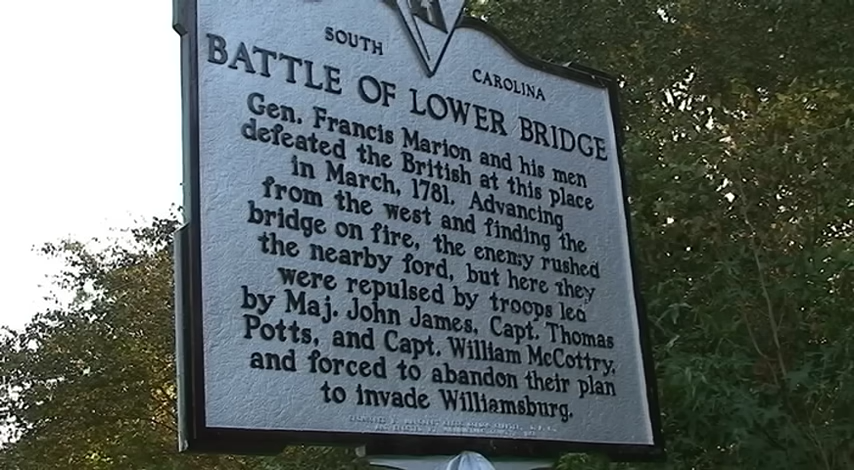 SOUTH CAROLINA
BATTLE OF LOWER BRIDGE
Gen. Francis Marion and his men
defeated the British at this place
in March, 1781. Advancing
from the west and finding the
bridge on fire, the enemy rushed
the nearby ford, but here they
were repulsed by troops led
by Maj. John James, Capt. Thomas
Potts, and Capt. William McCottry,
and forced to abandon their plan
to invade Williamsburg.